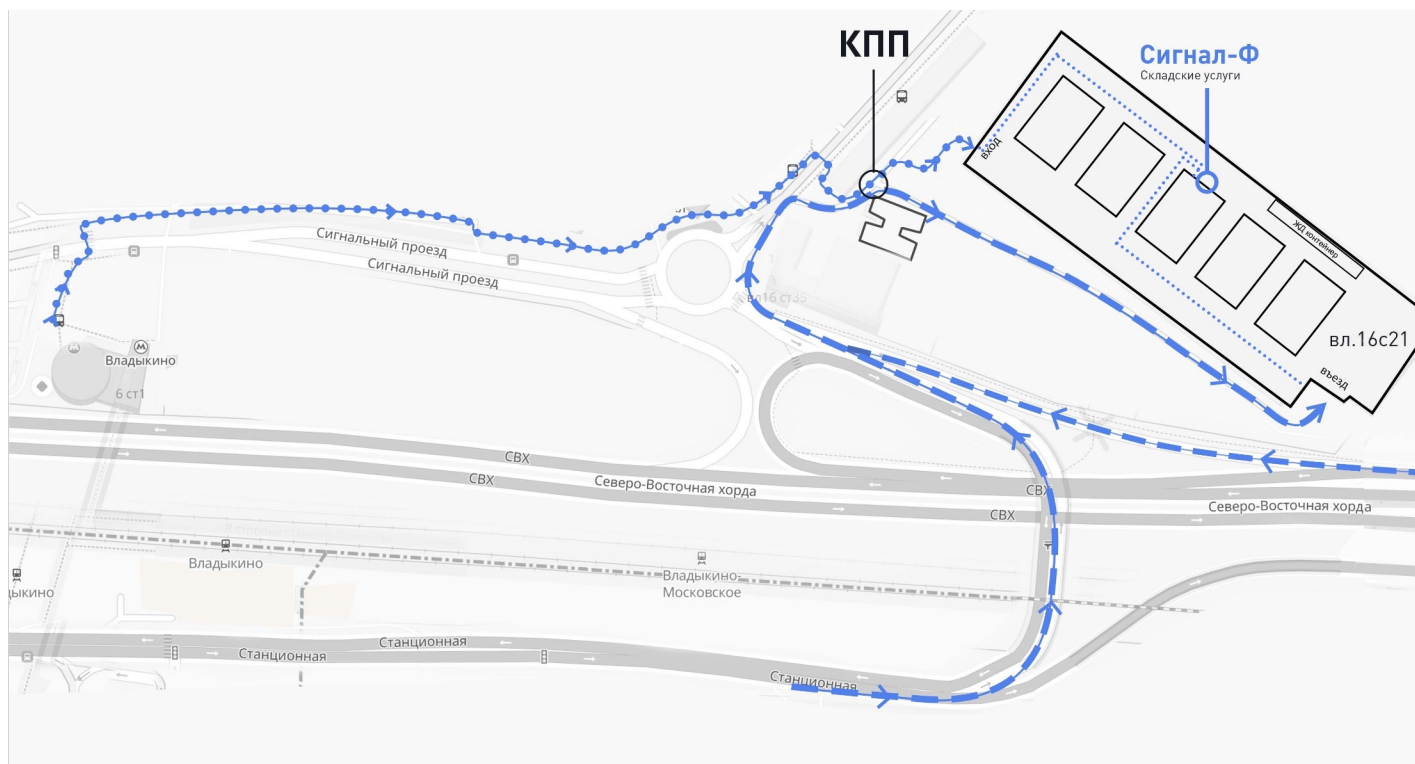 КПП
Сигнал-Ф
Складские услуги
вход
ЖД контейнер
вл.16с21
въезд
Сигнальный проезд
Сигнальный проезд
вл16 ст35
М
М
Владыкино
6 ст1
СВХ
СВХ
Северо-Восточная хорда
СВХ
СВХ
Северо-Восточная хорда
Владыкино
Владыкино-
Московское
дыкино
Станционная
Станционная
Станционная